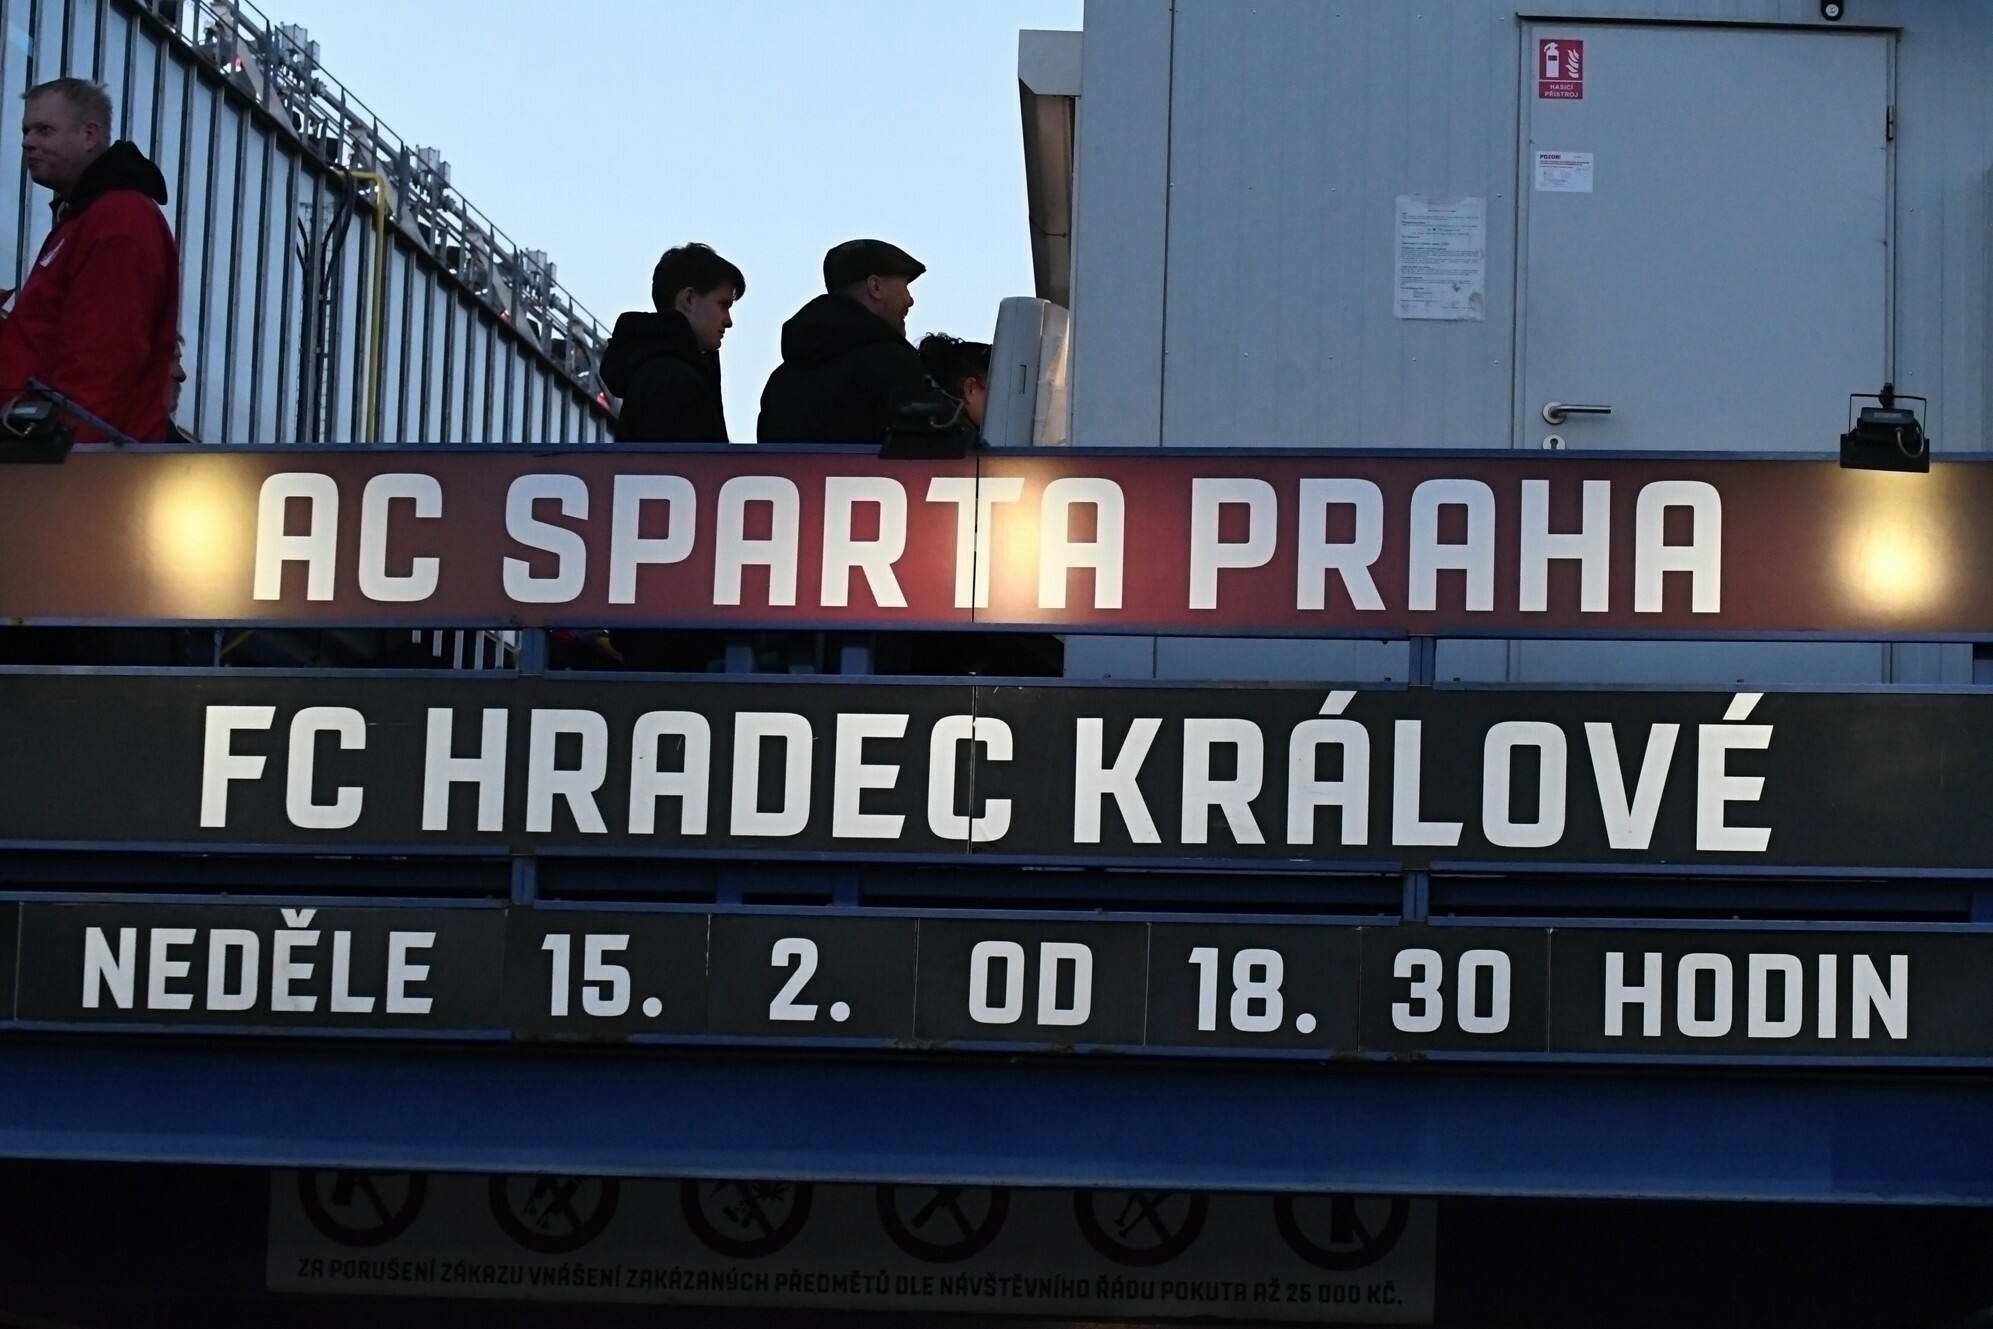 HASICÍ
PŘÍSTROJ
POZOR!
AC SPARTA PRAHA
FC HRADEC KRÁLOVÉ
NEDĚLE 15. 2. OD 18. 30 HODIN
ZA PORUŠENÍ ZÁKAZU VNÁŠENÍ ZAKÁZANÝCH PŘEDMĚTŮ DLE NÁVŠTĚVNÍHO ŘÁDU POKUTA AŽ 25 000 KČ.